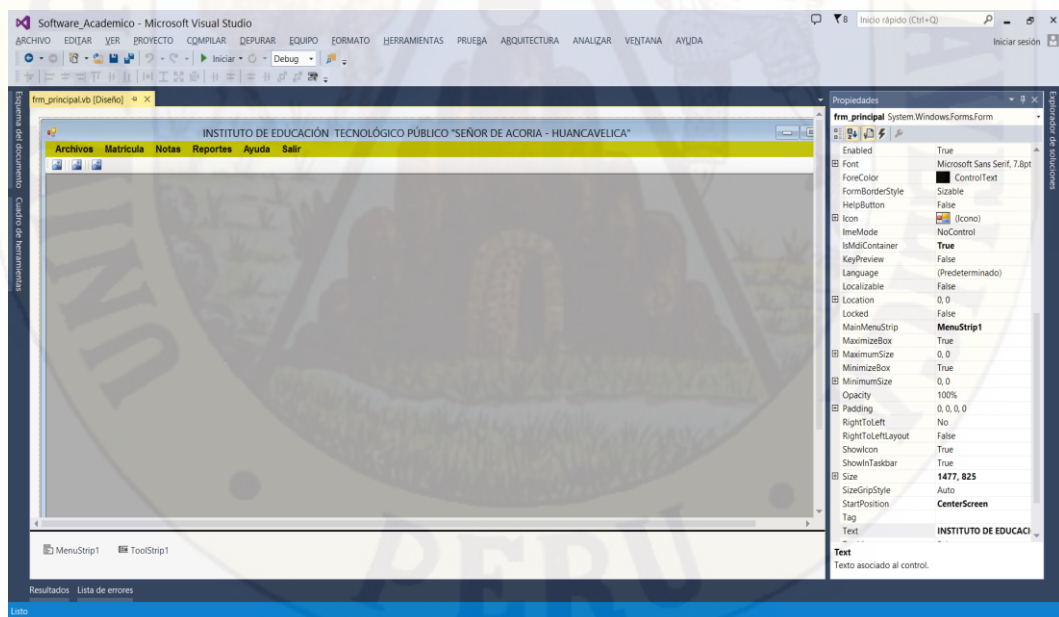 Software_Academico - Microsoft Visual Studio
8 Inicio rápido (Ctrl+Q)
ARCHIVO EDITAR VER PROYECTO COMPILAR DEPURAR EQUIPO FORMATO HERRAMIENTAS PRUEBA ARQUITECTURA ANALIZAR VENTANA AYUDA
Iniciar sesión
Iniciar Debug
Esquema del documento Cuadro de herramientas
frm_principal.vb [Diseño]
INSTITUTO DE EDUCACIÓN TECNOLÓGICO PÚBLICO "SEÑOR DE ACORIA - HUANCAVELICA"
Archivos Matricula Notas Reportes Ayuda Salir
MenuStrip1 ToolStrip1
Propiedades
frm_principal System.Windows.Forms.Form
Enabled True
Font Microsoft Sans Serif, 7.8pt
ForeColor ControlText
FormBorderStyle Sizable
HelpButton False
Icon (Icono)
ImeMode NoControl
IsMdiContainer True
KeyPreview False
Language (Predeterminado)
Localizable False
Location 0, 0
Locked False
MainMenuStrip MenuStrip1
MaximizeBox True
MaximumSize 0, 0
MinimizeBox True
MinimumSize 0, 0
Opacity 100%
Padding 0, 0, 0, 0
RightToLeft No
RightToLeftLayout False
ShowIcon True
ShowInTaskbar True
Size 1477, 825
SizeGripStyle Auto
StartPosition CenterScreen
Tag
Text INSTITUTO DE EDUCACI
Text
Texto asociado al control.
Explorador de soluciones
Resultados Lista de errores
Listo
PERU